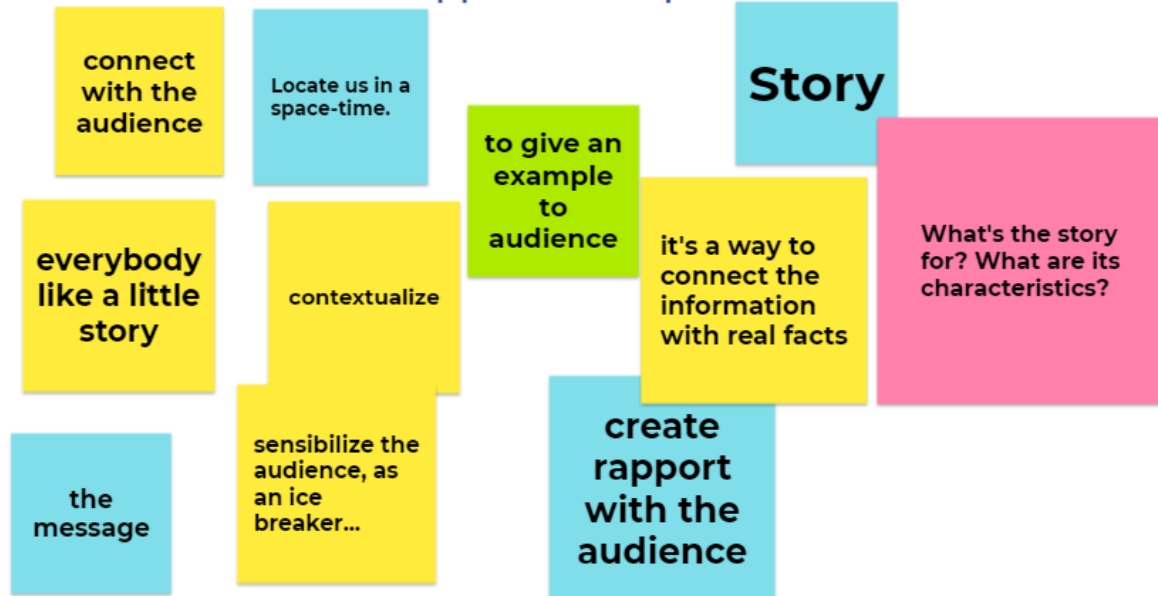 connect
with the
audience
Locate us in a
space-time.
to give an
example
to
audience
Story
everybody
like a little
story
contextualize
it's a way to
connect the
information
with real facts
What's the story
for? What are its
characteristics?
the
message
sensibilize the
audience, as
an ice
breaker...
create
rapport
with the
audience